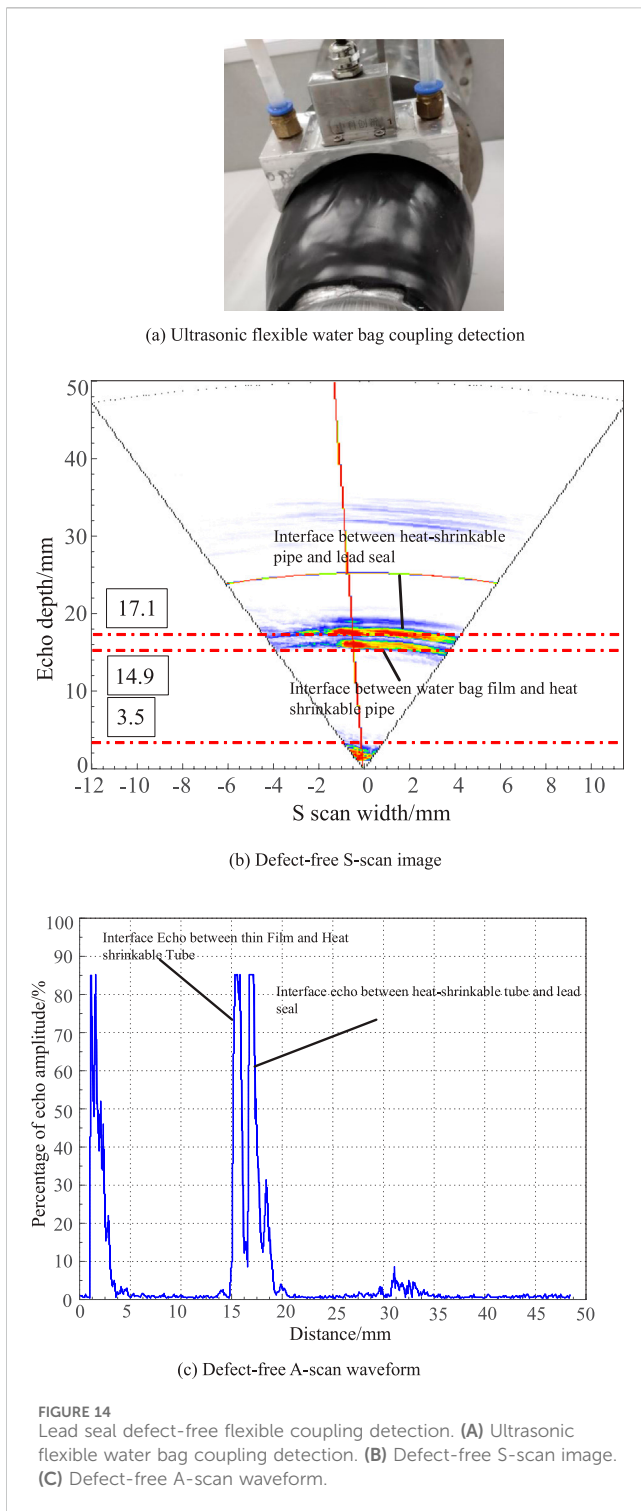 (a) Ultrasonic flexible water bag coupling detection
50
40
30
20
10
0
Echo depth/mm
17.1
14.9
3.5
Interface between heat-shrinkable
pipe and lead seal
Interface between water bag film and heat
shrinkable pipe
-12 -10 -8 -6 -4 -2 0 2 4 6 8 10
S scan width/mm
(b) Defect-free S-scan image
100
90
80
70
60
50
40
30
20
10
0
Percentage of echo amplitude/%
Interface Echo between thin Film and Heat
shrinkable Tube
Interface echo between heat-shrinkable tube and lead
seal
0 5 10 15 20 25 30 35 40 45 50
Distance/mm
(c) Defect-free A-scan waveform
FIGURE 14
Lead seal defect-free flexible coupling detection. (A) Ultrasonic
flexible water bag coupling detection. (B) Defect-free S-scan image.
(C) Defect-free A-scan waveform.